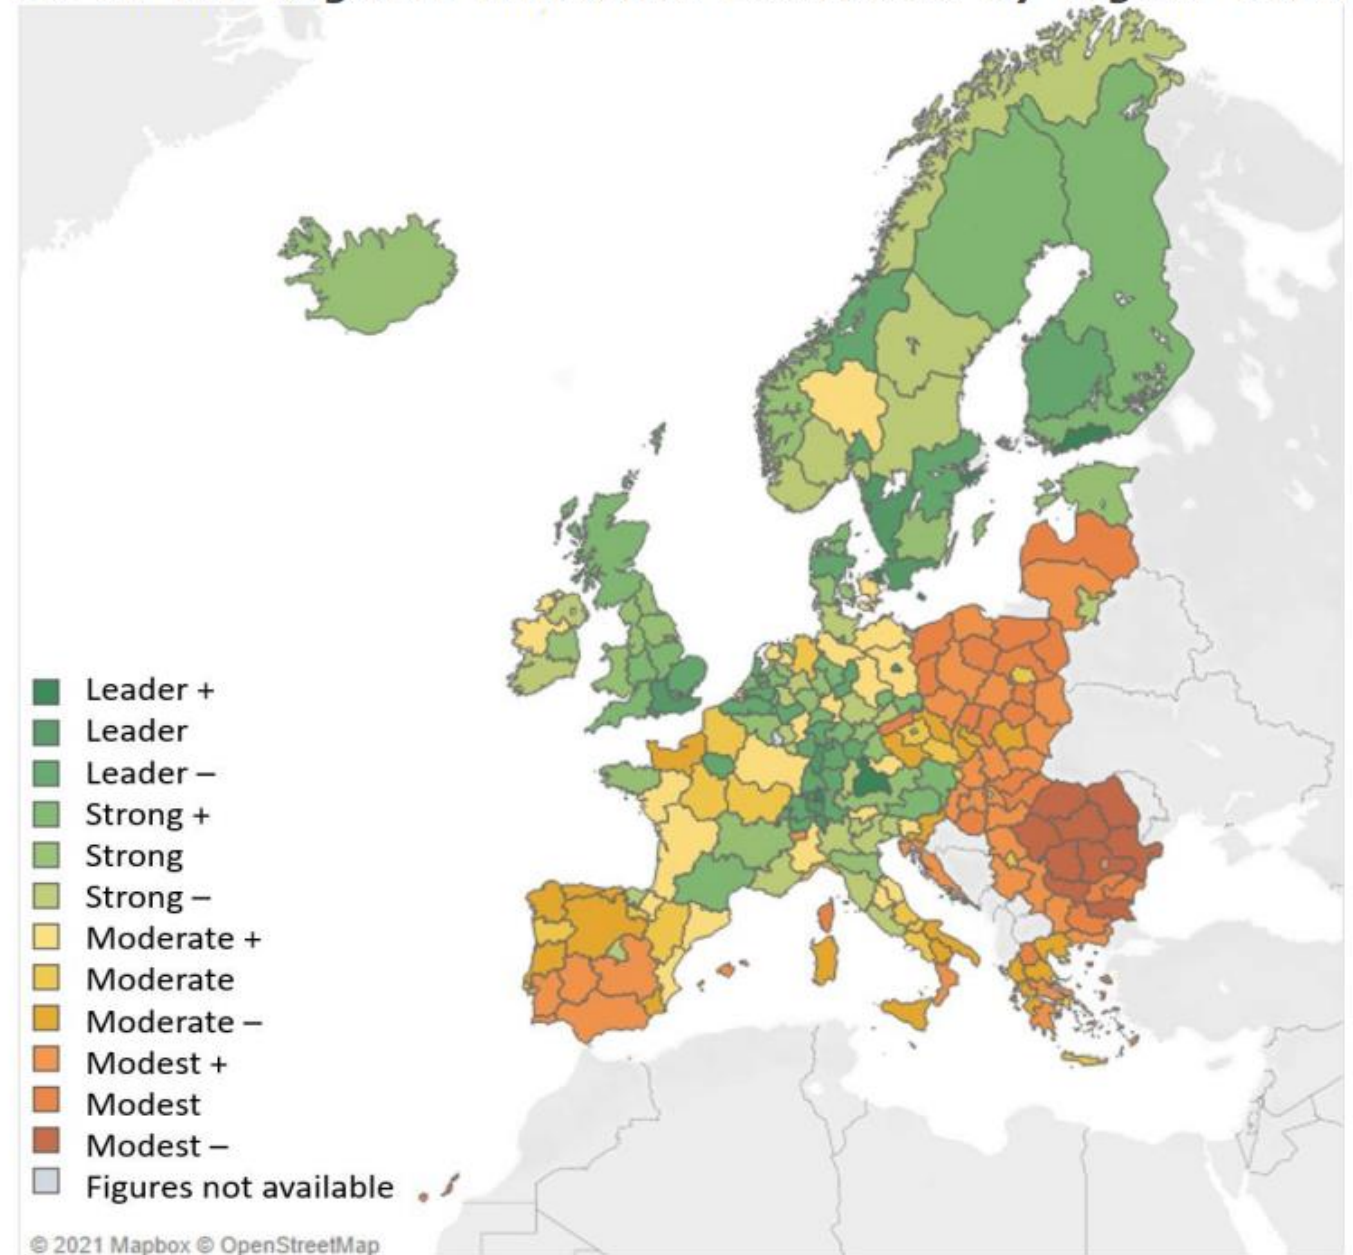 Leader +
Leader
Leader –
Strong +
Strong
Strong –
Moderate +
Moderate
Moderate –
Modest +
Modest
Modest –
Figures not available
© 2021 Mapbox © OpenStreetMap